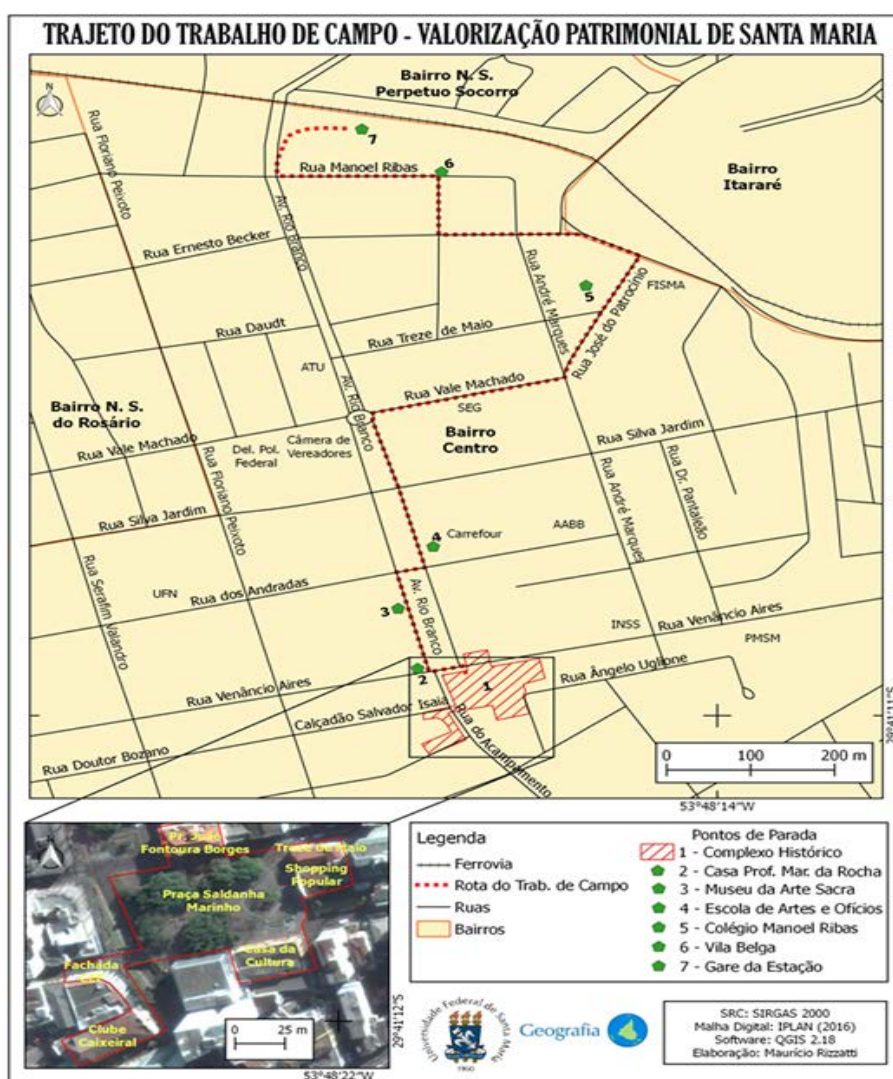 TRAJETO DO TRABALHO DE CAMPO - VALORIZAÇÃO PATRIMONIAL DE SANTA MARIA
N
Bairro N. S.
Perpetuo Socorro
Bairro
Itararé
Rua Floriano Peixoto
7
6
Rua Manoel Ribas
Av. Rio Branco
Rua Ernesto Becker
Rua André Marques
5
FISMA
Rua José do Patrocínio
Rua Daudt
Rua Treze de Maio
ATU
Av. Rio Branco
Rua Vale Machado
SEG
Bairro N. S.
do Rosário
Bairro
Centro
Rua Vale Machado
Del. Pol.
Federal
Câmera de
Vereadores
Rua Silva Jardim
Rua Floriano Peixoto
Rua André Marques
Rua Dr. Pantaleão
Rua Silva Jardim
4
Carrefour
AABB
Rua Serafim Valandro
UFN
Rua dos Andradas
3
Av. Rio Branco
INSS
Rua Venâncio Aires
PMSM
2
1
Rua Ângelo Uglione
Rua Venâncio Aires
Calçadão Salvador Isaia
Rua do Acampamento
Rua Doutor Bozano
0 100 200 m
29°41'11"S
53°48'14"W
Pr. João
Fontoura Borges
Treze de Maio
Shopping
Popular
Praça Saldanha
Marinho
Casa da
Cultura
Fachada
Clube
Caixeiral
0 25 m
29°41'12"S
53°48'22"W
Legenda
Ferrovia
Rota do Trab. de Campo
Ruas
Bairros
Pontos de Parada
1 - Complexo Histórico
2 - Casa Prof. Mar. da Rocha
3 - Museu da Arte Sacra
4 - Escola de Artes e Ofícios
5 - Colégio Manoel Ribas
6 - Vila Belga
7 - Gare da Estação
Universidade Federal de Santa Maria
1960
Geografia
SRC: SIRGAS 2000
Malha Digital: IPLAN (2016)
Software: QGIS 2.18
Elaboração: Maurício Rizzatti